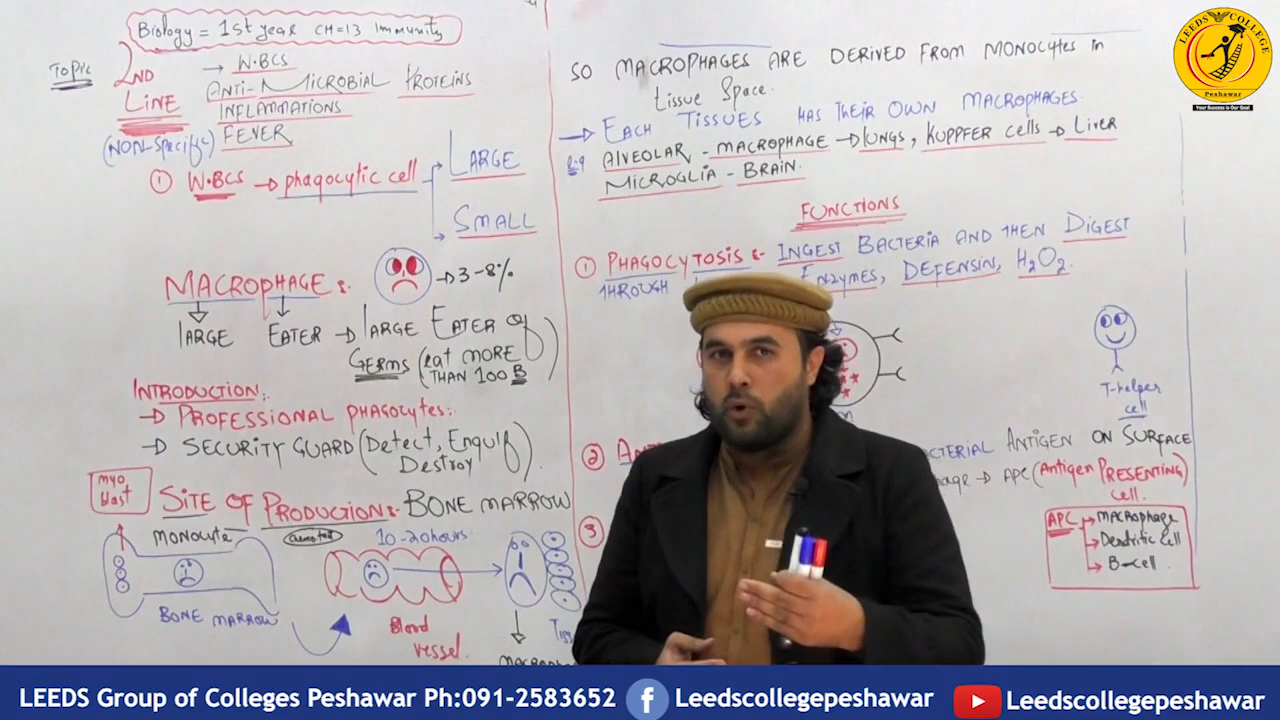 Biology = 1st year CH=13 Immunity
Topic
2ND
LINE
(NON-Specific)
→ W.BCS
ANTI-MICROBIAL PROTEINS
INFLAMMATIONS
FEVER
① W.BCS → phagocytic cell
LARGE
SMALL
MACROPHAGE :-
→ 3-8%
LARGE EATER → LARGE EATER of
GERMS (eat MORE
THAN 100 B)
INTRODUCTION:
→ PROFESSIONAL PHAGOCYTES:
→ SECURITY GUARD (Detect, Enquif
Destroy)
myo
blast
SITE OF PRODUCTION :- BONE MARROW
Monocyte
10-20 hours
BONE MARROW
Blood
vessel.
SO MACROPHAGES ARE DERIVED FROM MONOCYTES in
tissue Space.
→ EACH TISSUES HAS THEIR OWN MACROPHAGES.
e.g ALVEOLAR - MACROPHAGE → LUNGS, KUPPFER cells → Liver
MICROGLIA - BRAIN.
FUNCTIONS
① PHAGOCYTOSIS :- INGEST BACTERIA AND THEN DIGEST
THROUGH ENZYMES, DEFENSIN, H₂O₂.
T-helper
cell
② BACTERIAL ANTIGEN ON SURFACE
→ APC (Antigen PRESENTING)
cell.
③
APC → Macrophage
→ Dendritic cell
→ B-cell
LEEDS COLLEGE
Peshawar
Your Success is Our Goal
LEEDS Group of Colleges Peshawar Ph:091-2583652
Leedscollegepeshawar
Leedscollegepeshawar